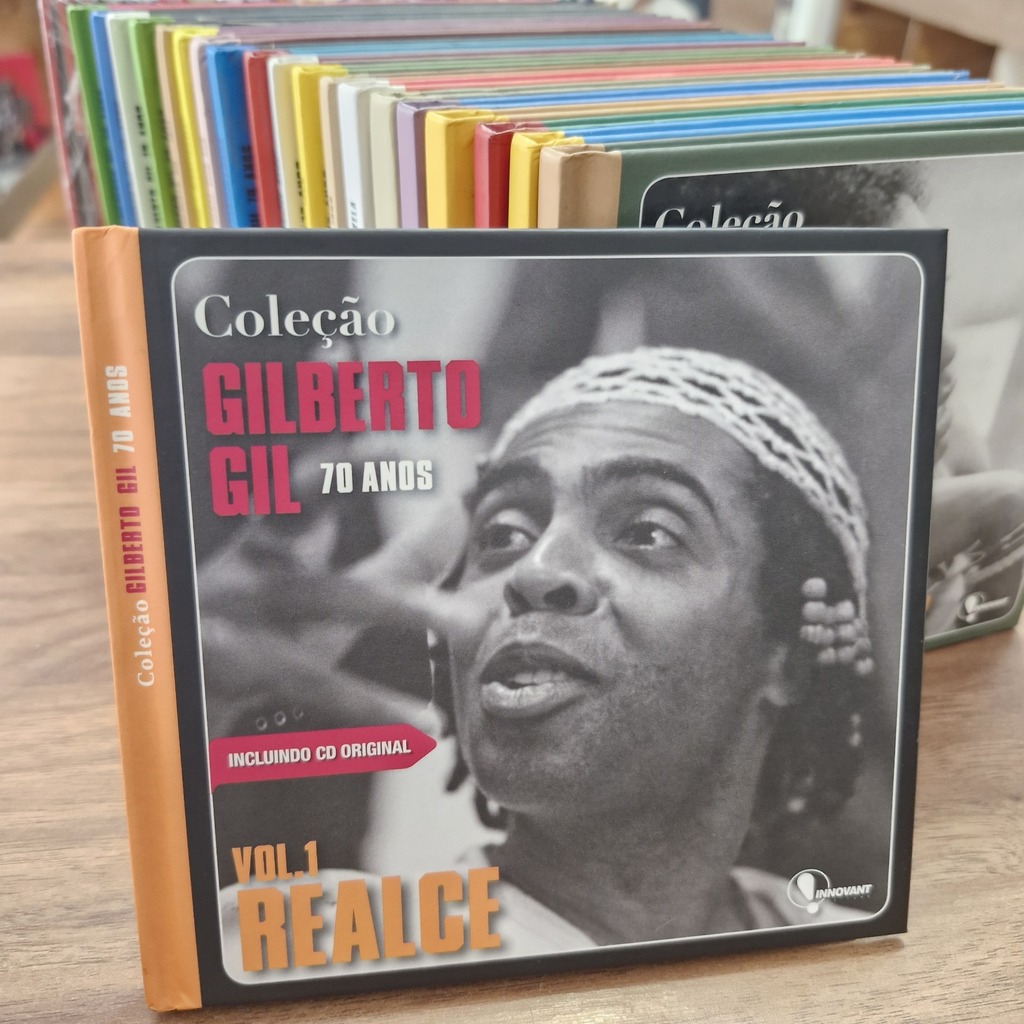 Coleção
Coleção
GILBERTO
GIL 70 ANOS
Coleção GILBERTO GIL 70 ANOS
INCLUINDO CD ORIGINAL
VOL.1
REALCE
INNOVANT